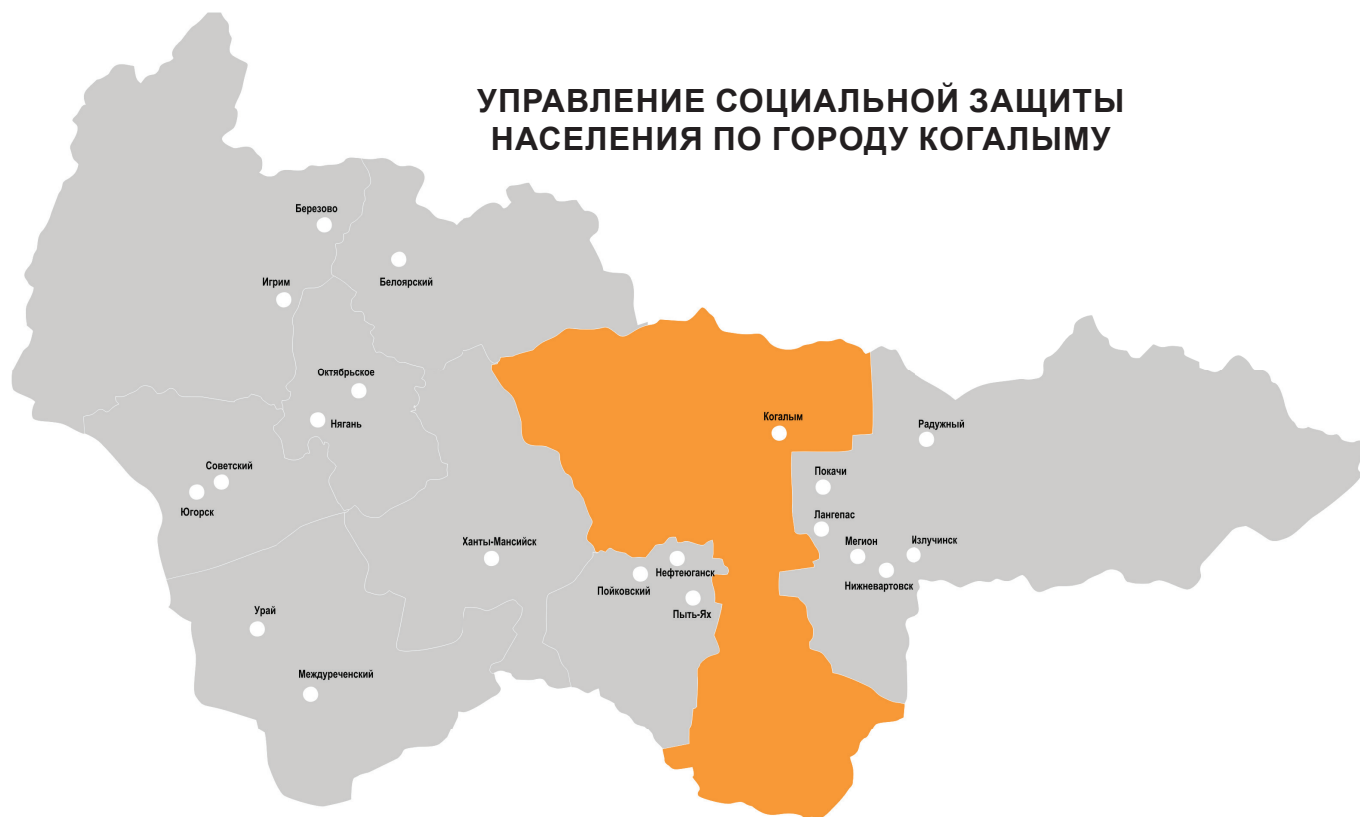 УПРАВЛЕНИЕ СОЦИАЛЬНОЙ ЗАЩИТЫ
НАСЕЛЕНИЯ ПО ГОРОДУ КОГАЛЫМУ
Березово
Белоярский
Игрим
Октябрьское
Нягань
Когалым
Радужный
Советский
Покачи
Югорск
Лангепас
Ханты-Мансийск
Мегион
Излучинск
Нефтеюганск
Пойковский
Нижневартовск
Урай
Пыть-Ях
Междуреченский